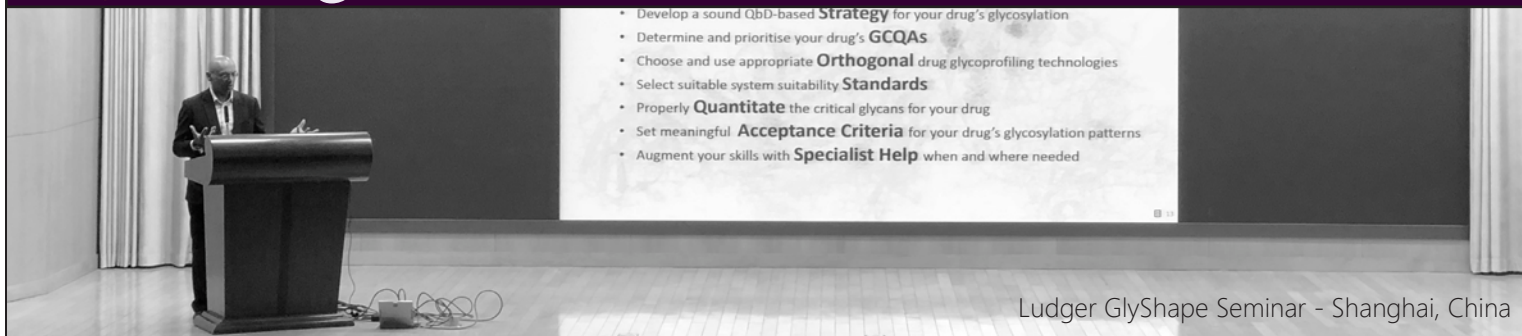 • Develop a sound QbD-based Strategy for your drug's glycosylation
• Determine and prioritise your drug's GCQAs
• Choose and use appropriate Orthogonal drug glycoprofiling technologies
• Select suitable system suitability Standards
• Properly Quantitate the critical glycans for your drug
• Set meaningful Acceptance Criteria for your drug's glycosylation patterns
• Augment your skills with Specialist Help when and where needed
Ludger GlyShape Seminar - Shanghai, China